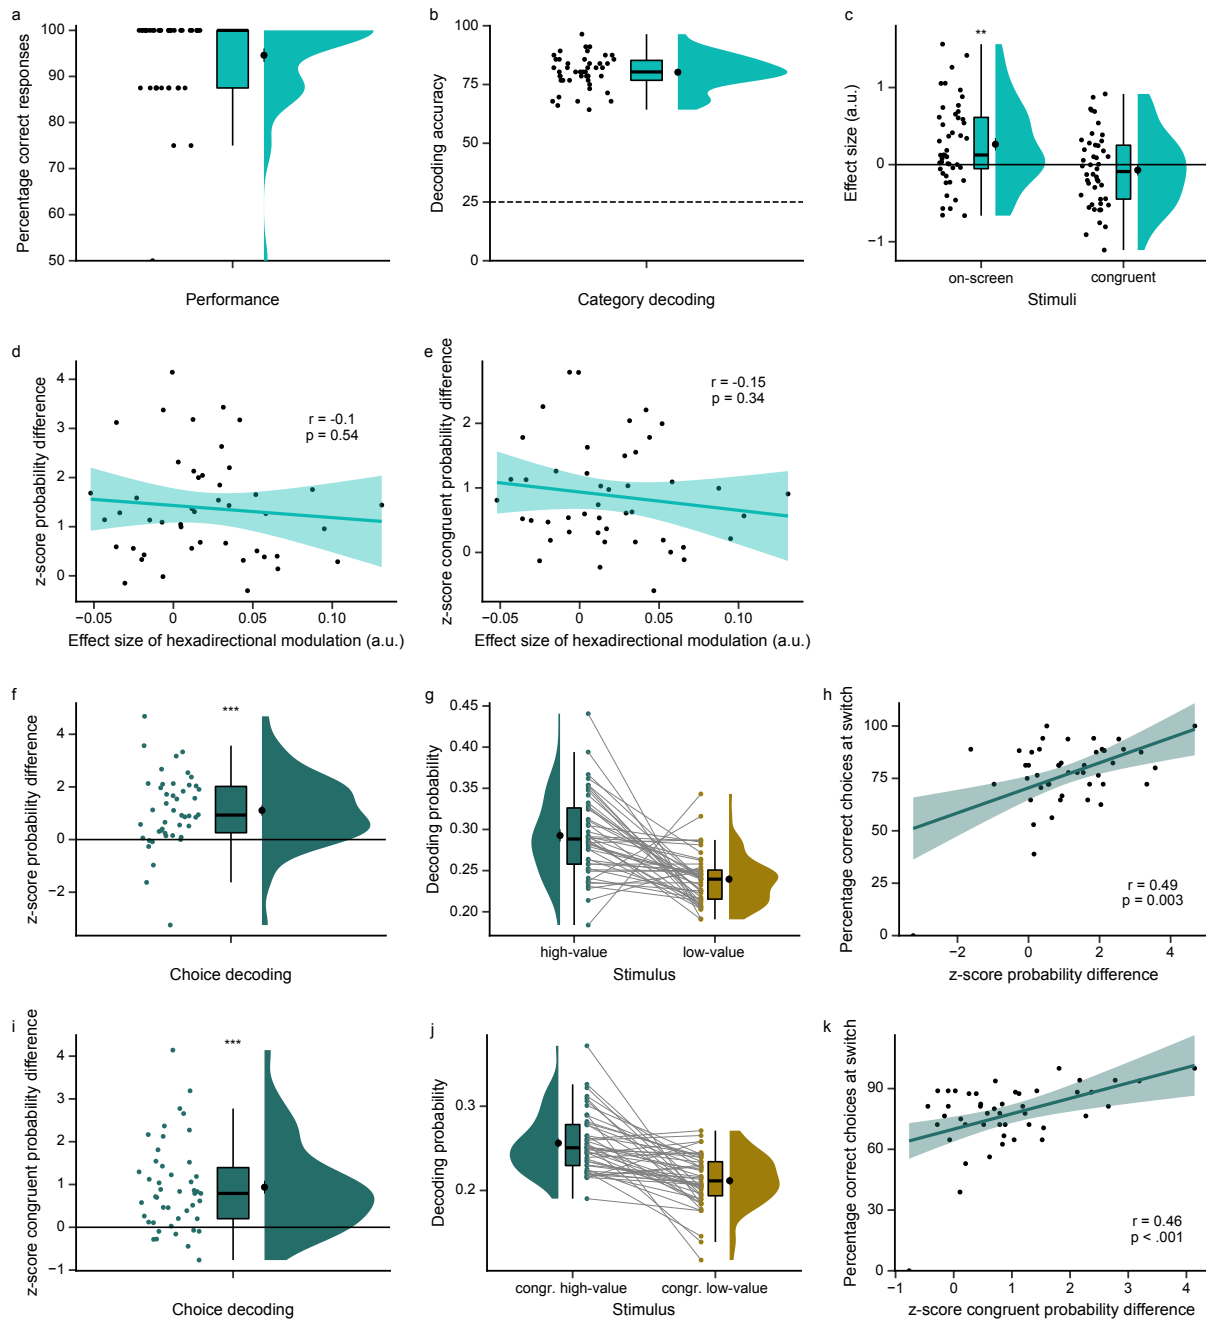 a
Percentage correct responses
100
90
80
70
60
50
Performance
b
Decoding accuracy
100
75
50
25
0
Category decoding
c
Effect size (a.u.)
**
1
0
−1
on-screen
congruent
Stimuli
d
z-score probability difference
4
3
2
1
0
r = -0.1
p = 0.54
−0.05
0
0.05
0.10
Effect size of hexadirectional modulation (a.u.)
e
z-score congruent probability difference
2
1
0
r = -0.15
p = 0.34
−0.05
0
0.05
0.10
Effect size of hexadirectional modulation (a.u.)
f
z-score probability difference
***
4
2
0
−2
Choice decoding
g
Decoding probability
0.45
0.40
0.35
0.30
0.25
0.20
high-value
low-value
Stimulus
h
Percentage correct choices at switch
100
75
50
25
0
r = 0.49
p = 0.003
−2
0
2
4
z-score probability difference
i
z-score congruent probability difference
***
4
3
2
1
0
−1
Choice decoding
j
Decoding probability
0.3
0.2
congr. high-value
congr. low-value
Stimulus
k
Percentage correct choices at switch
90
60
30
0
r = 0.46
p < .001
−1
0
1
2
3
4
z-score congruent probability difference